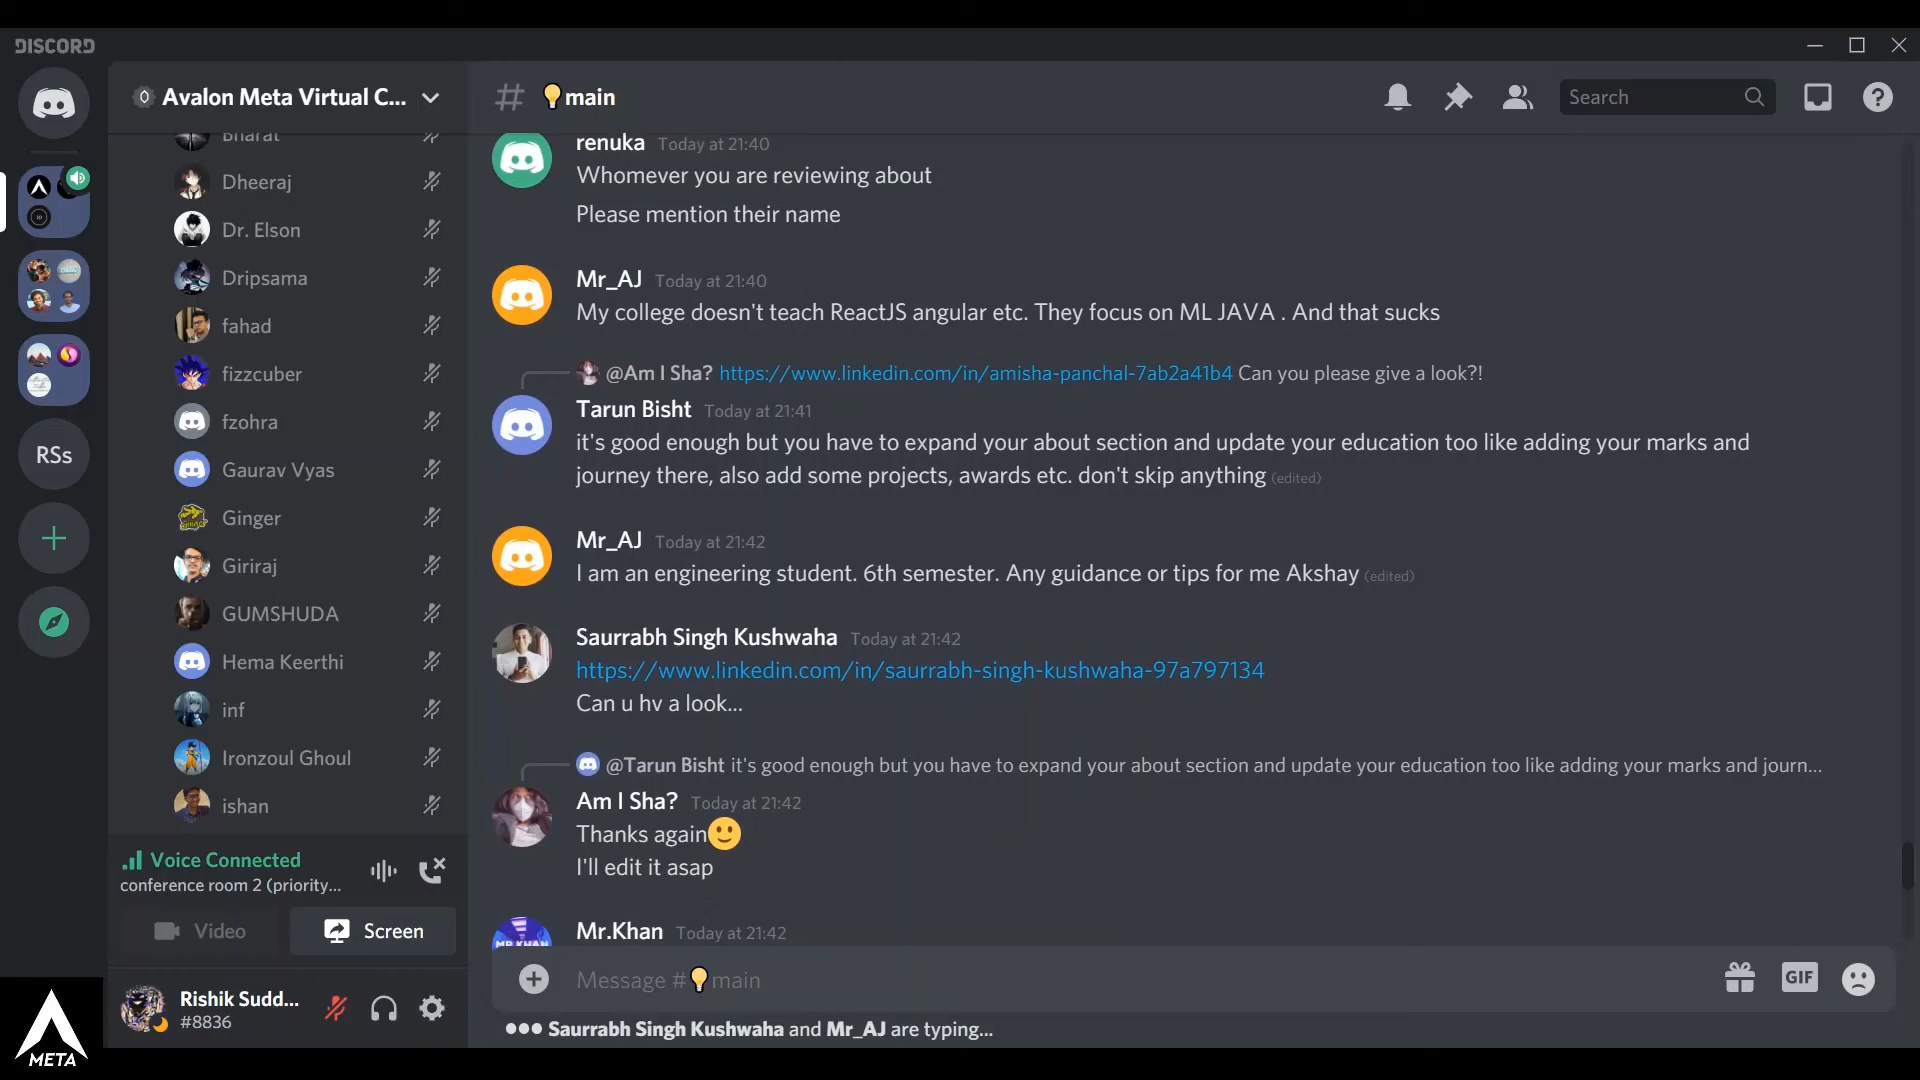 DISCORD
Avalon Meta Virtual C...
main
Search
Bharat
Dheeraj
Dr. Elson
Dripsama
fahad
fizzcuber
fzohra
Gaurav Vyas
Ginger
Giriraj
GUMSHUDA
Hema Keerthi
inf
Ironzoul Ghoul
ishan
RSs
Voice Connected
conference room 2 (priority...
Video
Screen
Rishik Sudd...
#8836
META
renuka Today at 21:40
Whomever you are reviewing about
Please mention their name
Mr_AJ Today at 21:40
My college doesn't teach ReactJS angular etc. They focus on ML JAVA . And that sucks
@Am I Sha? https://www.linkedin.com/in/amisha-panchal-7ab2a41b4 Can you please give a look?!
Tarun Bisht Today at 21:41
it's good enough but you have to expand your about section and update your education too like adding your marks and
journey there, also add some projects, awards etc. don't skip anything (edited)
Mr_AJ Today at 21:42
I am an engineering student. 6th semester. Any guidance or tips for me Akshay (edited)
Saurrabh Singh Kushwaha Today at 21:42
https://www.linkedin.com/in/saurrabh-singh-kushwaha-97a797134
Can u hv a look...
@Tarun Bisht it's good enough but you have to expand your about section and update your education too like adding your marks and journ...
Am I Sha? Today at 21:42
Thanks again🙂
I'll edit it asap
MR KHAN
Mr.Khan Today at 21:42
Message #💡main
GIF
Saurrabh Singh Kushwaha and Mr_AJ are typing...